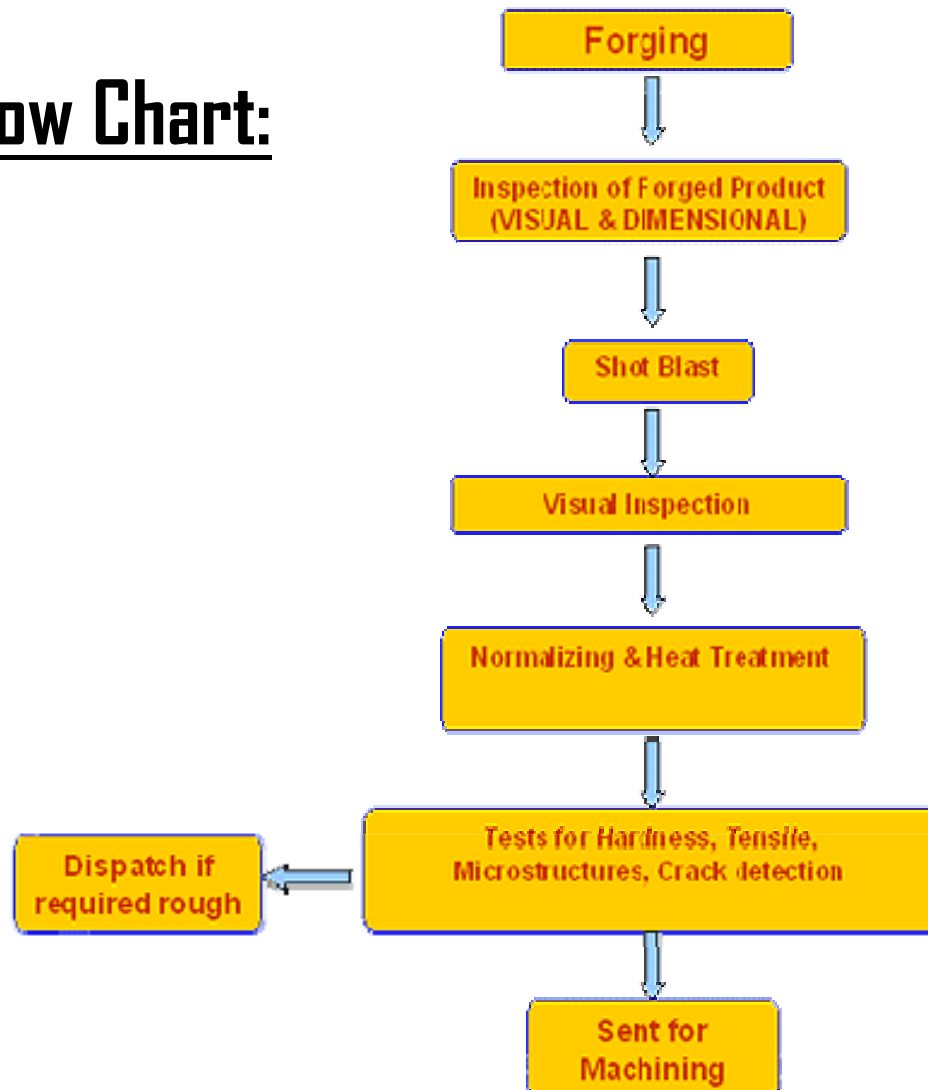 ow Chart:
Forging
Inspection of Forged Product
(VISUAL & DIMENSIONAL)
Shot Blast
Visual Inspection
Normalizing & Heat Treatment
Tests for Hardness, Tensile,
Microstructures, Crack detection
Dispatch if
required rough
Sent for
Machining